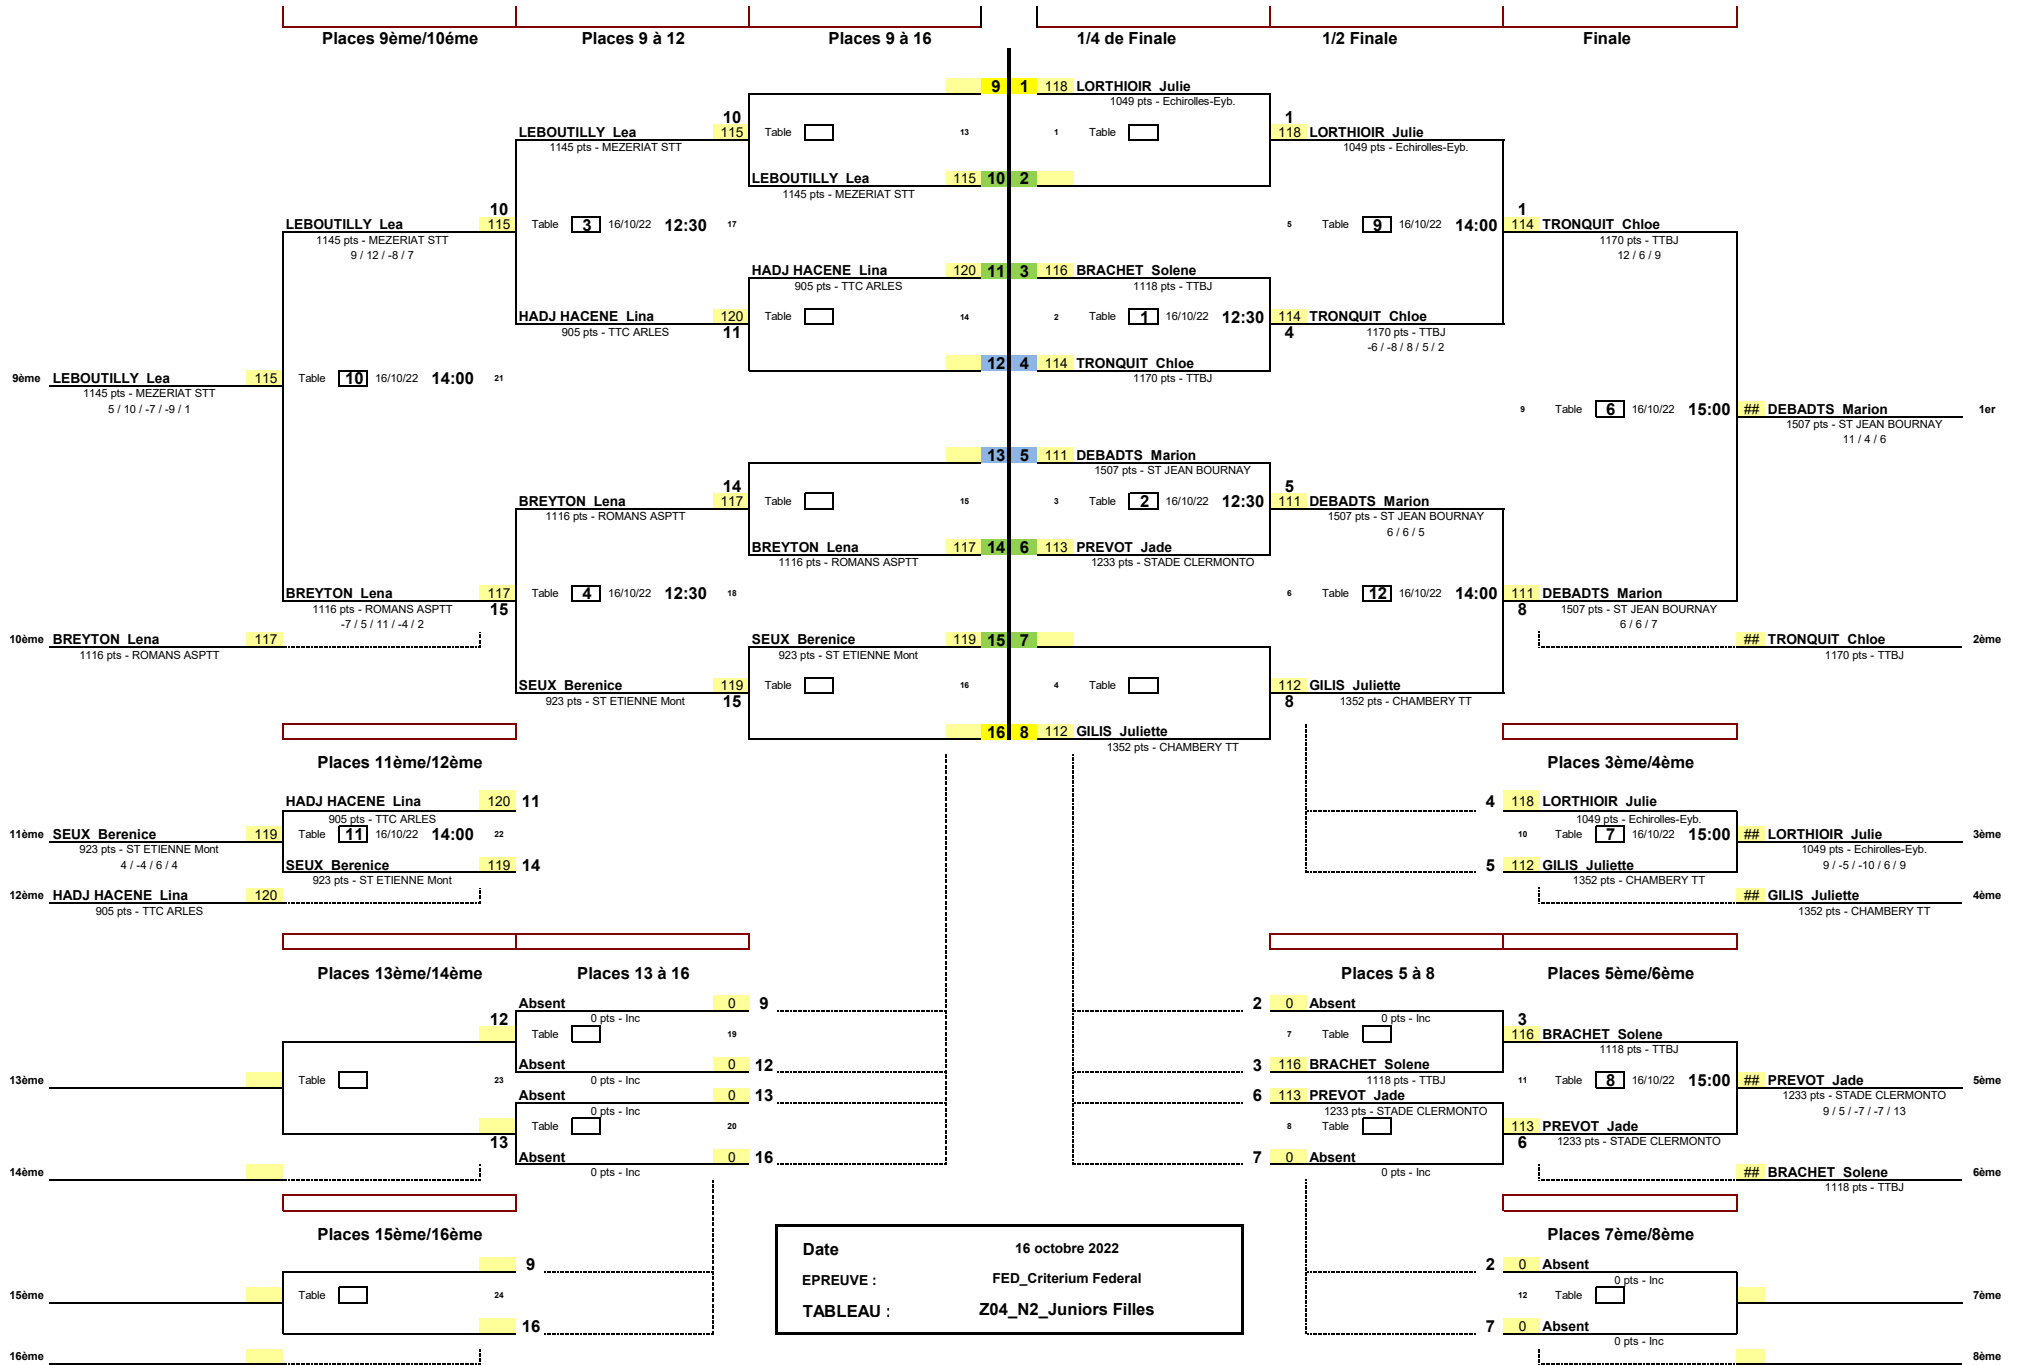 Places 9ème/10éme Places 9 à 12 Places 9 à 16 1/4 de Finale 1/2 Finale Finale
9 1 118 LORTHIOIR Julie
1049 pts - Echirolles-Eyb.
10 1
LEBOUTILLY Lea 115 Table 13 1 Table 118 LORTHIOIR Julie
1145 pts - MEZERIAT STT 1049 pts - Echirolles-Eyb.
LEBOUTILLY Lea 115 10 2
1145 pts - MEZERIAT STT
10 1
LEBOUTILLY Lea 115 Table 3 16/10/22 12:30 17 5 Table 9 16/10/22 14:00 114 TRONQUIT Chloe
1145 pts - MEZERIAT STT 1170 pts - TTBJ
9 / 12 / -8 / 7 12 / 6 / 9
HADJ HACENE Lina 120 11 3 116 BRACHET Solene
905 pts - TTC ARLES 1118 pts - TTBJ
HADJ HACENE Lina 120 Table 14 2 Table 1 16/10/22 12:30 114 TRONQUIT Chloe
905 pts - TTC ARLES 11 4 1170 pts - TTBJ
-6 / -8 / 8 / 5 / 2
12 4 114 TRONQUIT Chloe
1170 pts - TTBJ
9ème LEBOUTILLY Lea 115 Table 10 16/10/22 14:00 21
1145 pts - MEZERIAT STT
5 / 10 / -7 / -9 / 1
9 Table 6 16/10/22 15:00 ## DEBADTS Marion 1er
1507 pts - ST JEAN BOURNAY
11 / 4 / 6
13 5 111 DEBADTS Marion
1507 pts - ST JEAN BOURNAY
14 5
BREYTON Lena 117 Table 15 3 Table 2 16/10/22 12:30 111 DEBADTS Marion
1116 pts - ROMANS ASPTT 1507 pts - ST JEAN BOURNAY
6 / 6 / 5
BREYTON Lena 117 14 6 113 PREVOT Jade
1116 pts - ROMANS ASPTT 1233 pts - STADE CLERMONTO
BREYTON Lena 117 Table 4 16/10/22 12:30 18 6 Table 12 16/10/22 14:00 111 DEBADTS Marion
1116 pts - ROMANS ASPTT 15 8 1507 pts - ST JEAN BOURNAY
-7 / 5 / 11 / -4 / 2 6 / 6 / 7
10ème BREYTON Lena 117 SEUX Berenice 119 15 7 ## TRONQUIT Chloe 2ème
1116 pts - ROMANS ASPTT 923 pts - ST ETIENNE Mont 1170 pts - TTBJ
SEUX Berenice 119 Table 16 4 Table 112 GILIS Juliette
923 pts - ST ETIENNE Mont 15 8 1352 pts - CHAMBERY TT
16 8 112 GILIS Juliette
1352 pts - CHAMBERY TT
Places 11ème/12ème Places 3ème/4ème
HADJ HACENE Lina 120 11 4 118 LORTHIOIR Julie
905 pts - TTC ARLES 1049 pts - Echirolles-Eyb.
11ème SEUX Berenice 119 Table 11 16/10/22 14:00 22 10 Table 7 16/10/22 15:00 ## LORTHIOIR Julie 3ème
923 pts - ST ETIENNE Mont 1049 pts - Echirolles-Eyb.
4 / -4 / 6 / 4 SEUX Berenice 119 14 5 112 GILIS Juliette 9 / -5 / -10 / 6 / 9
923 pts - ST ETIENNE Mont 1352 pts - CHAMBERY TT
12ème HADJ HACENE Lina 120 ## GILIS Juliette 4ème
905 pts - TTC ARLES 1352 pts - CHAMBERY TT
Places 13ème/14ème Places 13 à 16 Places 5 à 8 Places 5ème/6ème
Absent 0 9 2 0 Absent
12 0 pts - Inc 0 pts - Inc 3
Table 19 7 Table 116 BRACHET Solene
1118 pts - TTBJ
Absent 0 12 3 116 BRACHET Solene
13ème Table 23 0 pts - Inc 1118 pts - TTBJ 11 Table 8 16/10/22 15:00 ## PREVOT Jade 5ème
Absent 0 13 6 113 PREVOT Jade 1233 pts - STADE CLERMONTO
0 pts - Inc 1233 pts - STADE CLERMONTO 9 / 5 / -7 / -7 / 13
Table 20 8 Table 113 PREVOT Jade
13 6 1233 pts - STADE CLERMONTO
Absent 0 16 7 0 Absent
14ème 0 pts - Inc 0 pts - Inc ## BRACHET Solene 6ème
1118 pts - TTBJ
Places 15ème/16ème Places 7ème/8ème
Date 16 octobre 2022
9 2 0 Absent
EPREUVE : FED_Criterium Federal
0 pts - Inc
15ème Table 24 12 Table 7ème
TABLEAU : Z04_N2_Juniors Filles
16 7 0 Absent
0 pts - Inc
16ème 8ème